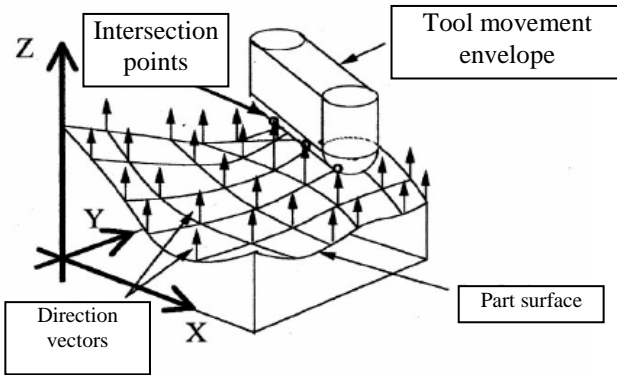 Intersection
points
Tool movement
envelope
Z
Y
X
Direction
vectors
Part surface